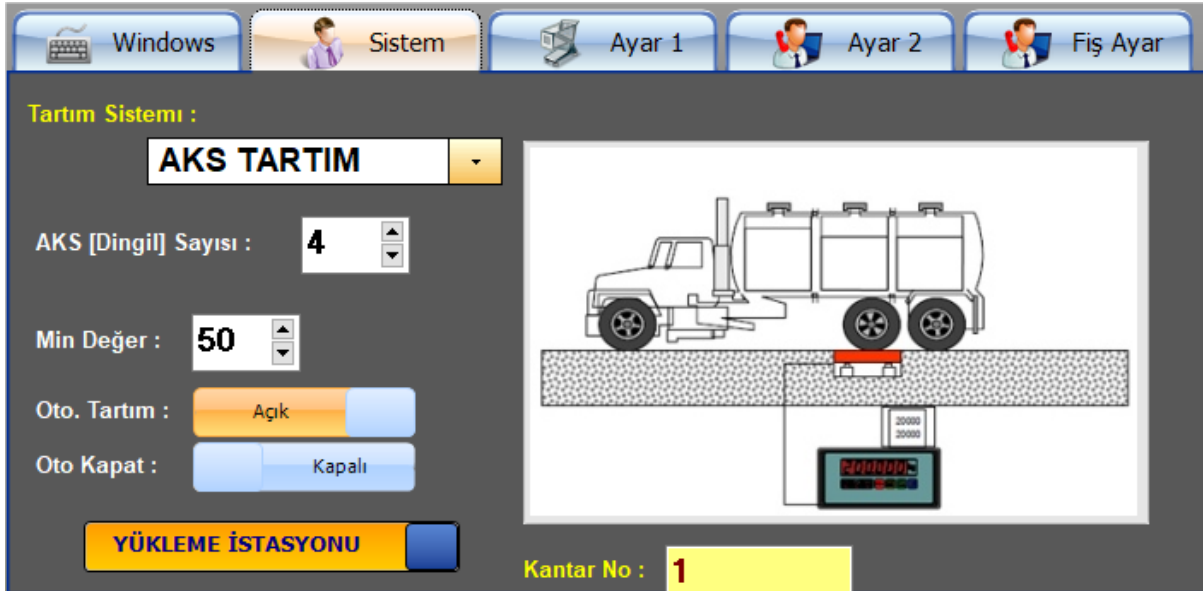 Windows
Sistem
Ayar 1
Ayar 2
Fiş Ayar
Tartım Sistemı :
AKS TARTIM
AKS [Dingil] Sayısı :
4
Min Değer :
50
Oto. Tartım :
Açık
Oto Kapat :
Kapalı
YÜKLEME İSTASYONU
20000
20000
Kantar No :
1